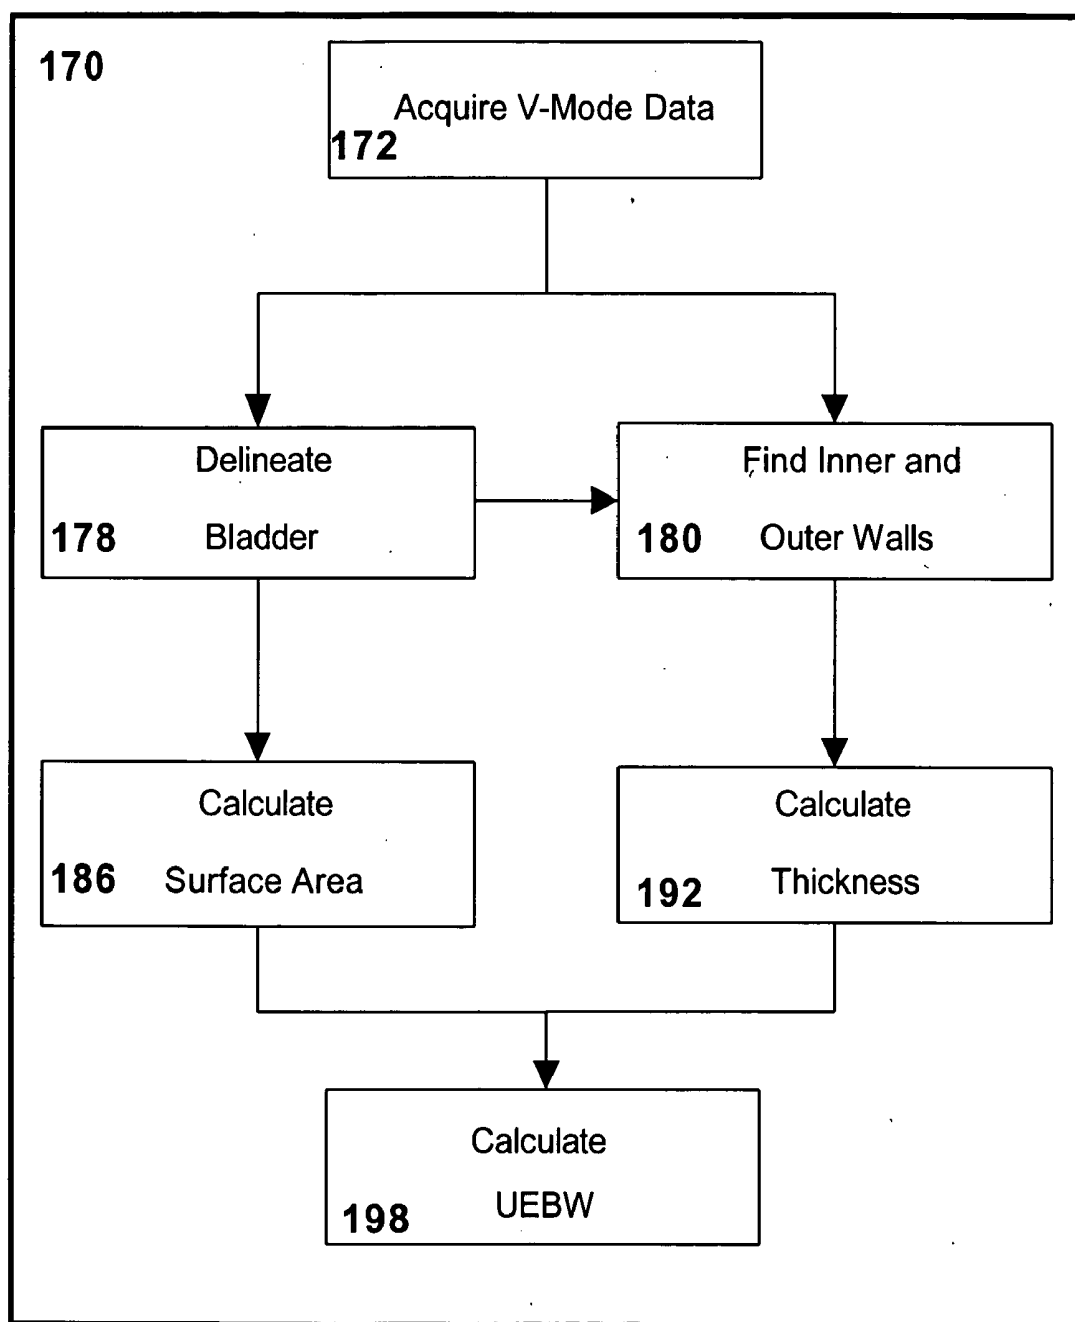 170
Acquire V-Mode Data
172
Delineate
178 Bladder
Find Inner and
180 Outer Walls
Calculate
186 Surface Area
Calculate
192 Thickness
Calculate
UEBW
198